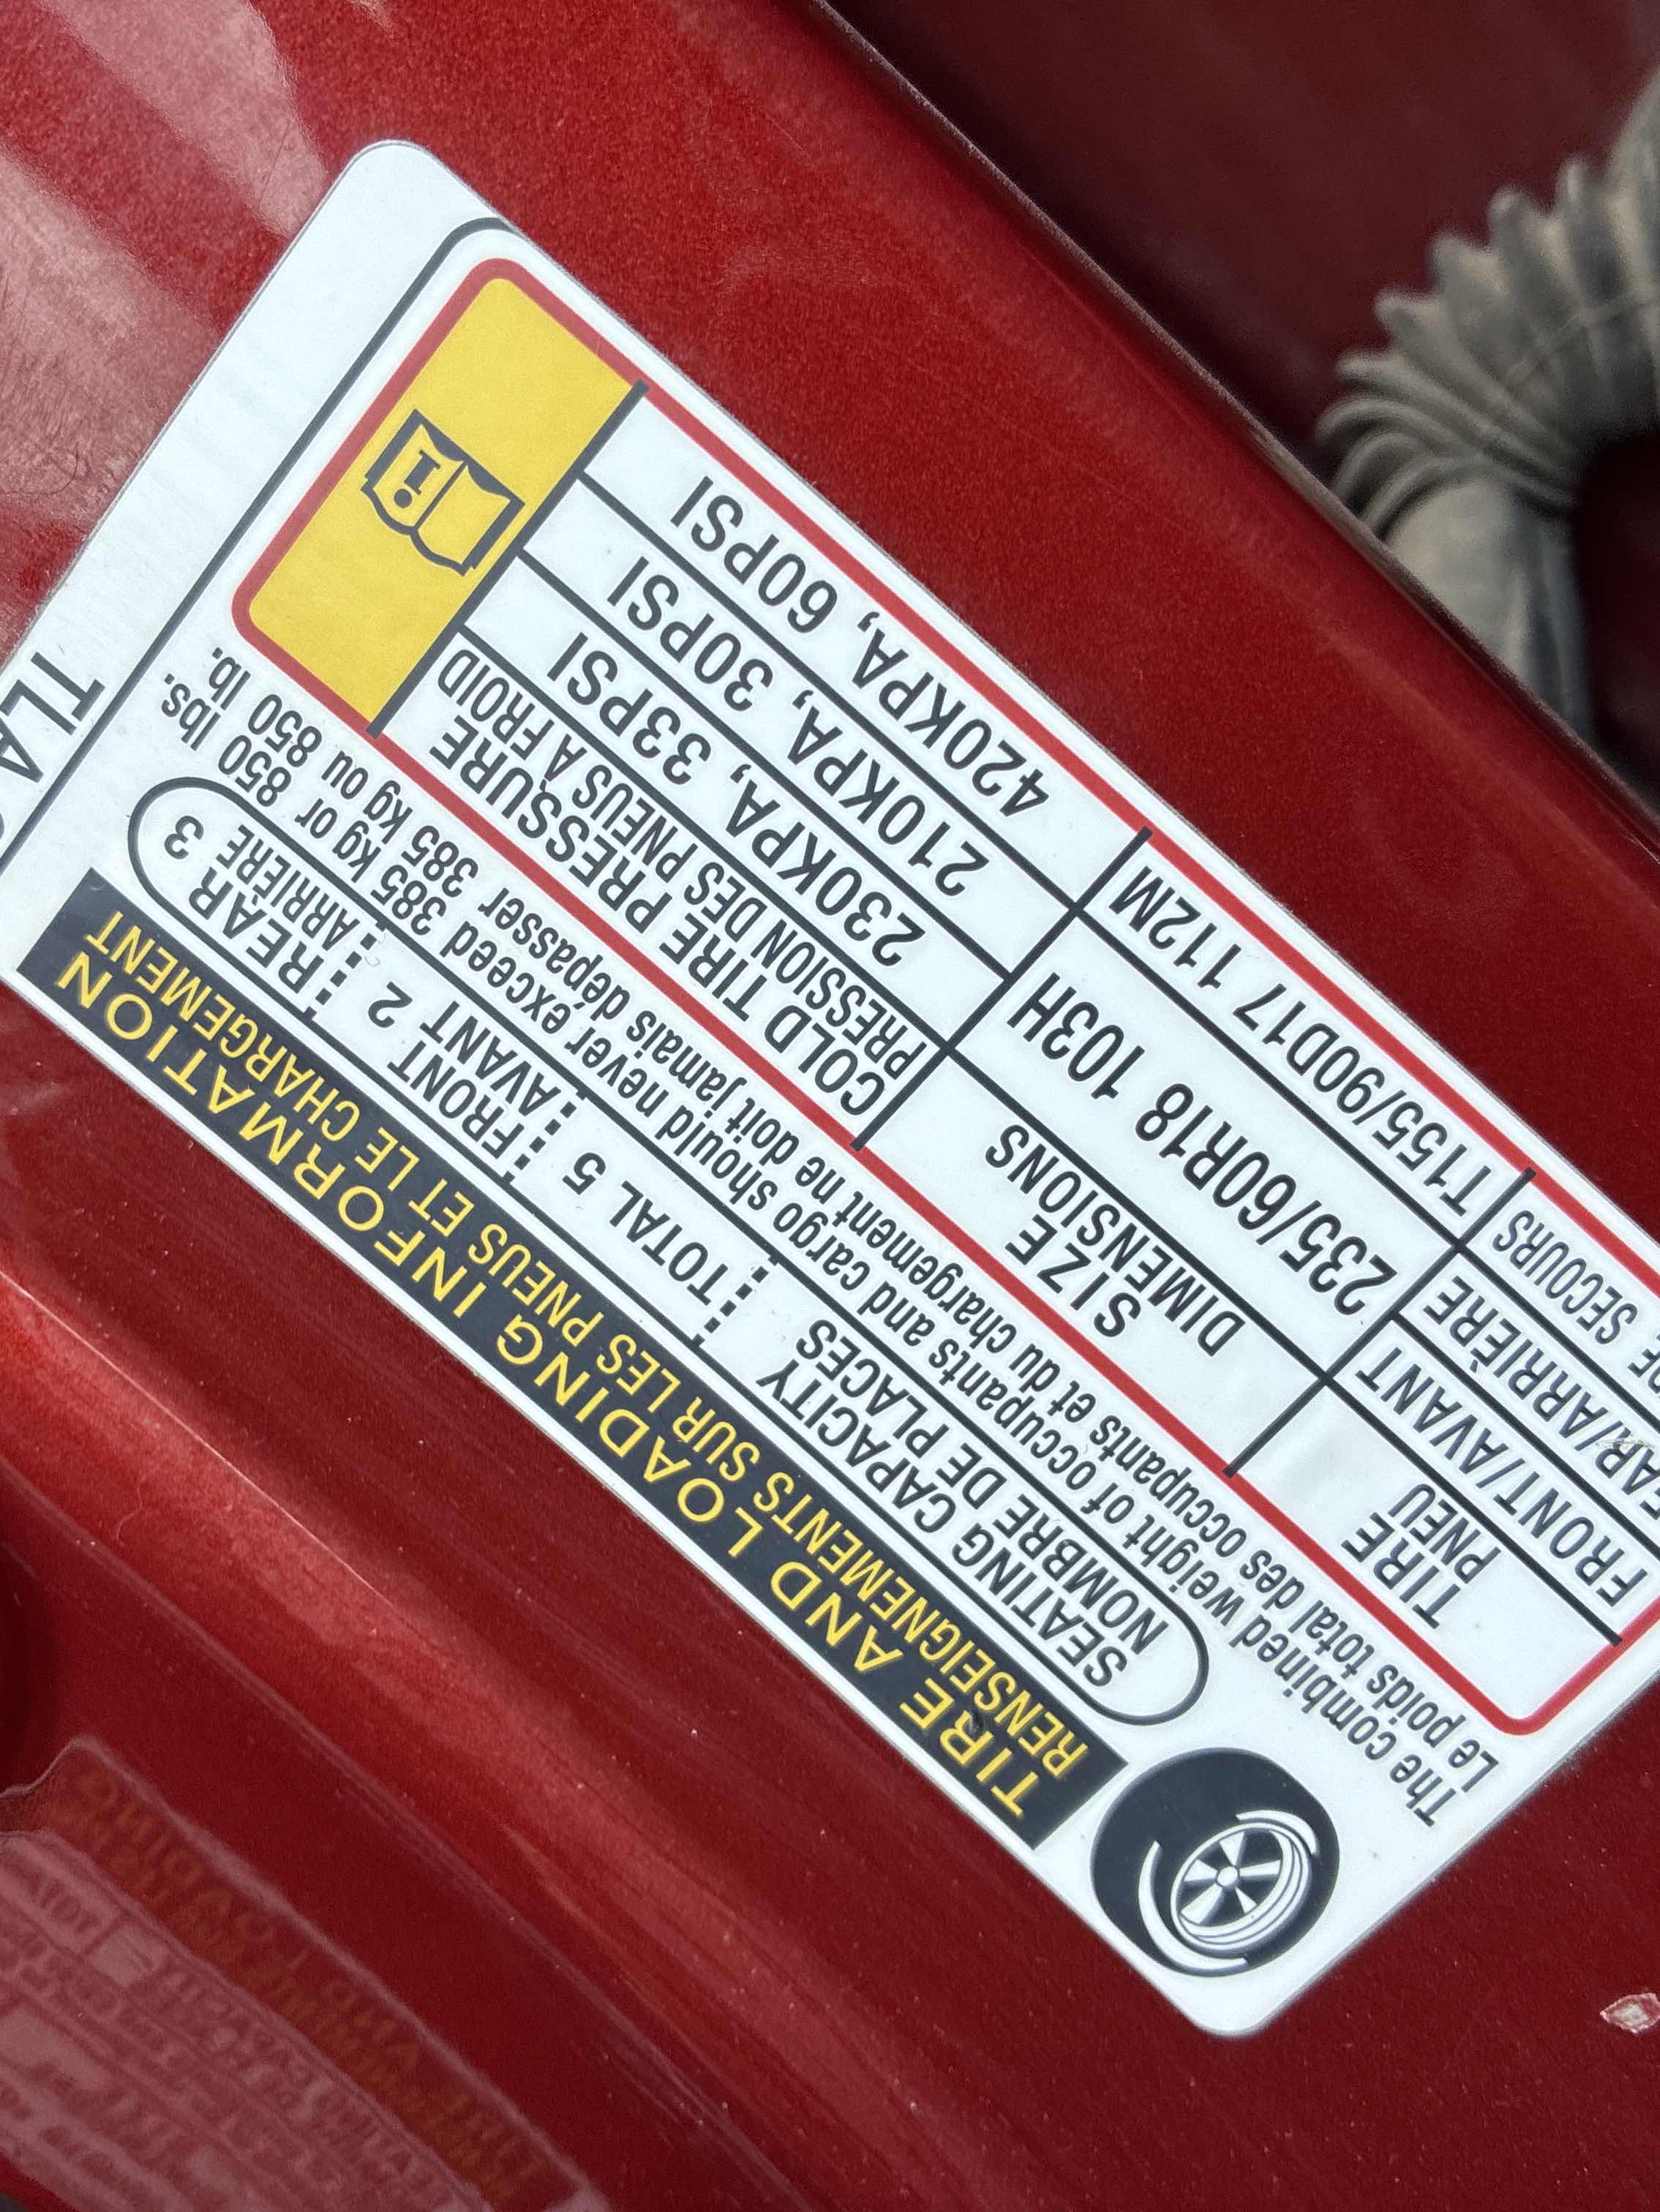 TIRE AND LOADING INFORMATION
RENSEIGNEMENTS SUR LES PNEUS ET LE CHARGEMENT
SEATING CAPACITY TOTAL 5 FRONT 2 REAR 3
NOMBRE DE PLACES AVANT ARRIÈRE
The combined weight of occupants and cargo should never exceed 385 kg or 850 lbs.
Le poids total des occupants et du chargement ne doit jamais dépasser 385 kg ou 850 lb.
TIRE SIZE COLD TIRE PRESSURE
PNEU DIMENSIONS PRESSION DES PNEUS À FROID
FRONT/AVANT 235/60R18 103H 230KPA, 33PSI
EAR/ARRIÈRE 210KPA, 30PSI
SECOURS T155/90D17 112M 420KPA, 60PSI
TLA